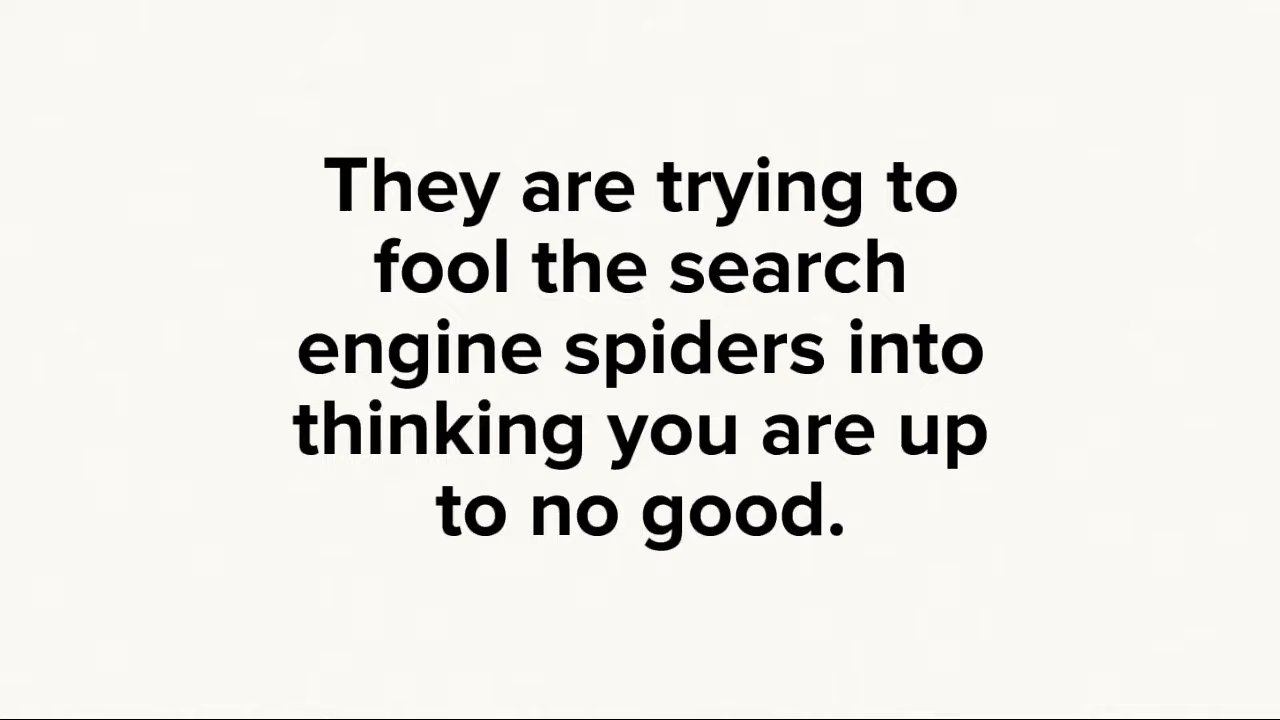 They are trying to
fool the search
engine spiders into
thinking you are up
to no good.